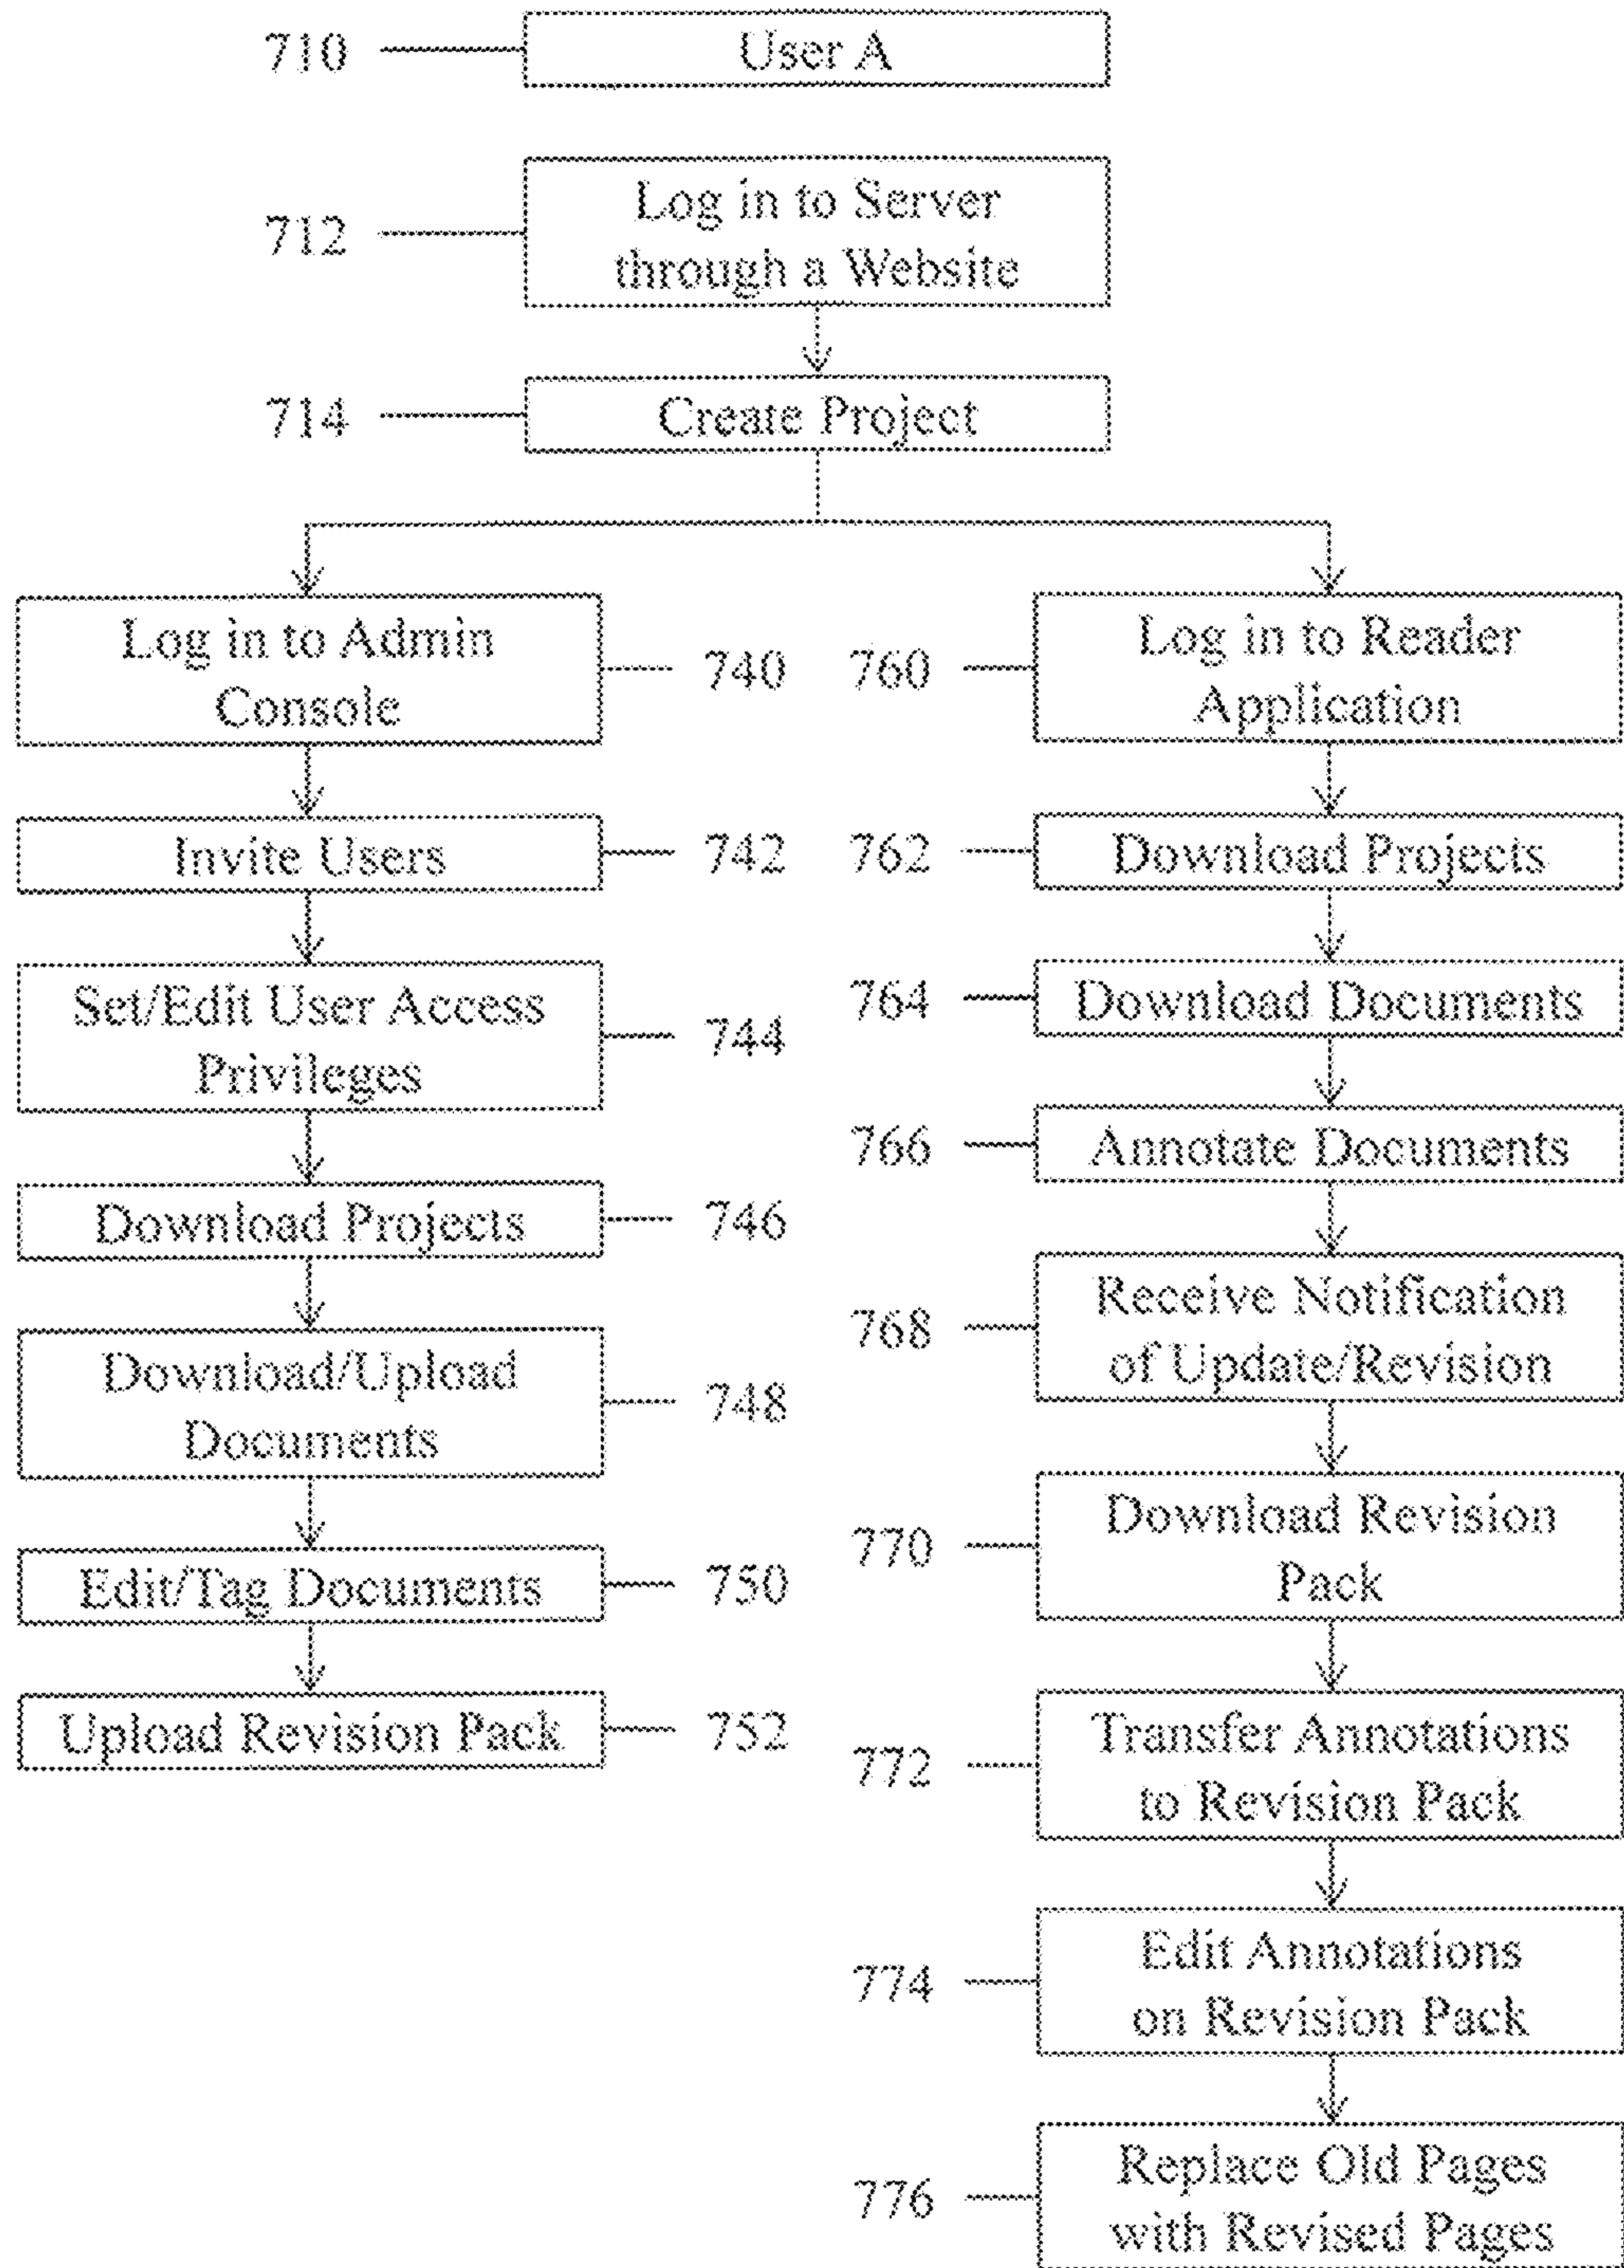 710
User A
712
Log in to Server
through a Website
714
Create Project
Log in to Admin
Console
740
Invite Users
742
Set/Edit User Access
Privileges
744
Download Projects
746
Download/Upload
Documents
748
Edit/Tag Documents
750
Upload Revision Pack
752
760
Log in to Reader
Application
762
Download Projects
764
Download Documents
766
Annotate Documents
768
Receive Notification
of Update/Revision
770
Download Revision
Pack
772
Transfer Annotations
to Revision Pack
774
Edit Annotations
on Revision Pack
776
Replace Old Pages
with Revised Pages